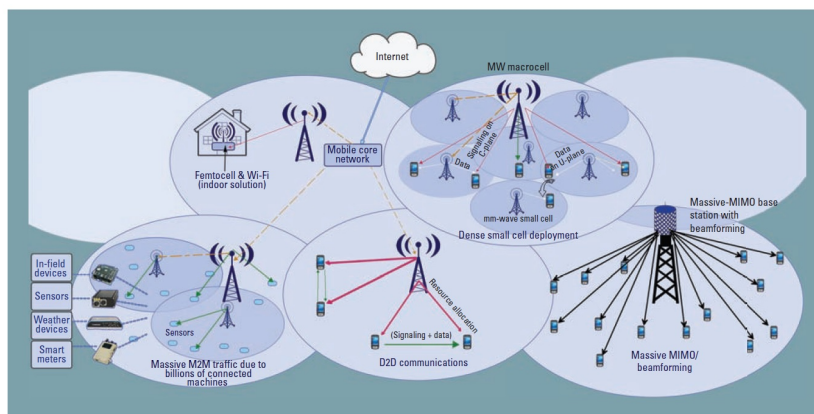 Internet
MW macrocell
Signaling on
C-plane
Data
Data
on U-plane
mm-wave small cell
Dense small cell deployment
Mobile core
network
Femtocell & Wi-Fi
(indoor solution)
Massive-MIMO base
station with
beamforming
In-field
devices
Sensors
Weather
devices
Smart
meters
Sensors
Massive M2M traffic due to
billions of connected
machines
Resource allocation
(Signaling + data)
D2D communications
Massive MIMO/
beamforming